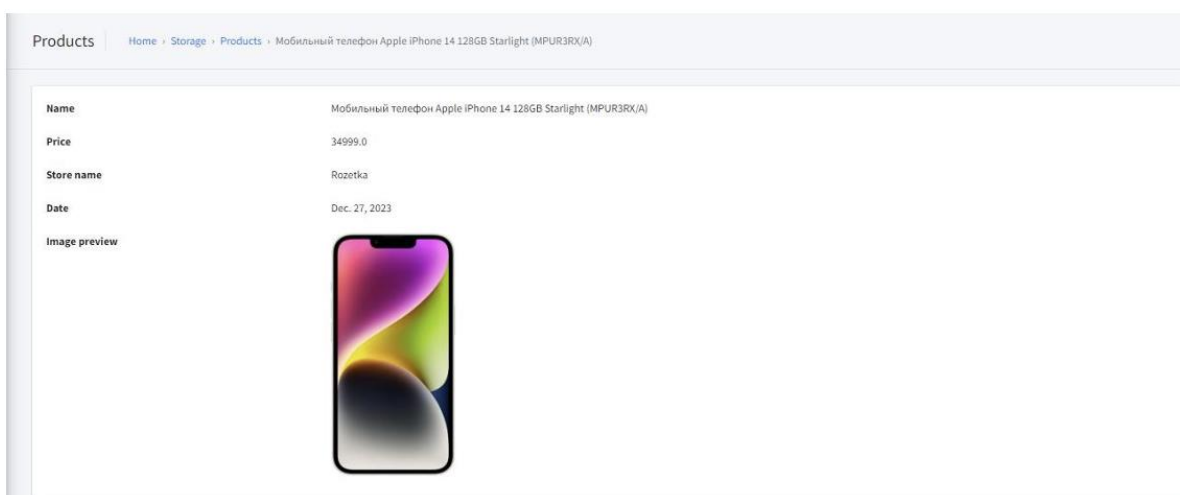 Products Home › Storage › Products › Мобильный телефон Apple iPhone 14 128GB Starlight (MPUR3RX/A)
Name Мобильный телефон Apple iPhone 14 128GB Starlight (MPUR3RX/A)
Price 34999.0
Store name Rozetka
Date Dec. 27, 2023
Image preview